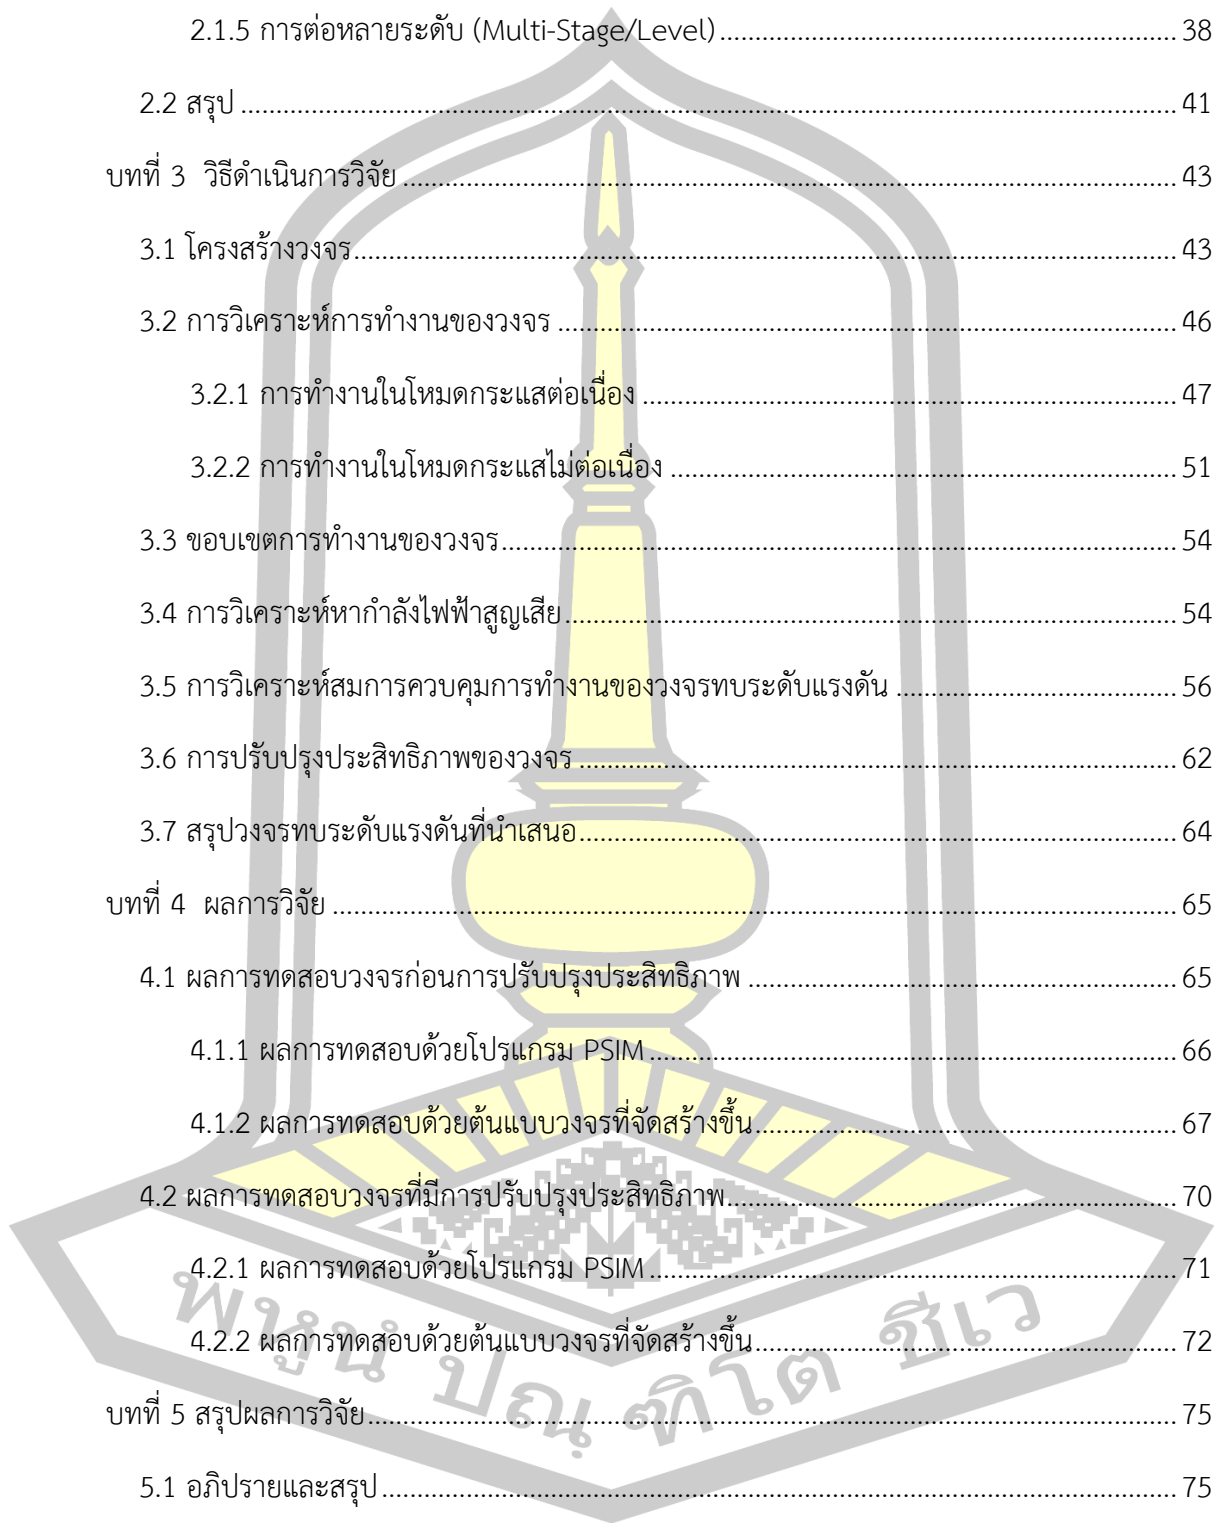 2.1.5 การต่อหลายระดับ (Multi-Stage/Level) ........................................................ 38
2.2 สรุป ........................................................ 41
บทที่ 3 วิธีดำเนินการวิจัย ........................................................ 43
3.1 โครงสร้างวงจร ........................................................ 43
3.2 การวิเคราะห์การทำงานของวงจร ........................................................ 46
3.2.1 การทำงานในโหมดกระแสต่อเนื่อง ........................................................ 47
3.2.2 การทำงานในโหมดกระแสไม่ต่อเนื่อง ........................................................ 51
3.3 ขอบเขตการทำงานของวงจร ........................................................ 54
3.4 การวิเคราะห์หากำลังไฟฟ้าสูญเสีย ........................................................ 54
3.5 การวิเคราะห์สมการควบคุมการทำงานของวงจรทบระดับแรงดัน ........................................ 56
3.6 การปรับปรุงประสิทธิภาพของวงจร ........................................................ 62
3.7 สรุปวงจรทบระดับแรงดันที่นำเสนอ ........................................................ 64
บทที่ 4 ผลการวิจัย ........................................................ 65
4.1 ผลการทดสอบวงจรก่อนการปรับปรุงประสิทธิภาพ ........................................................ 65
4.1.1 ผลการทดสอบด้วยโปรแกรม PSIM ........................................................ 66
4.1.2 ผลการทดสอบด้วยต้นแบบวงจรที่จัดสร้างขึ้น ........................................................ 67
4.2 ผลการทดสอบวงจรที่มีการปรับปรุงประสิทธิภาพ ........................................................ 70
4.2.1 ผลการทดสอบด้วยโปรแกรม PSIM ........................................................ 71
4.2.2 ผลการทดสอบด้วยต้นแบบวงจรที่จัดสร้างขึ้น ........................................................ 72
พหูนํ ปณฺฑิโต ชีเว
บทที่ 5 สรุปผลการวิจัย ........................................................ 75
5.1 อภิปรายและสรุป ........................................................ 75